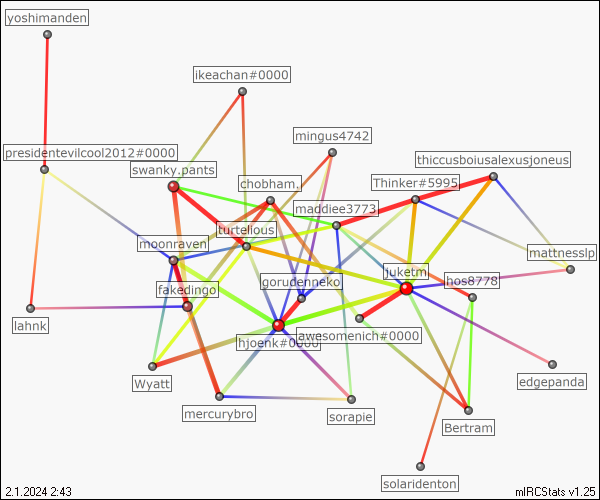 yoshimanden
ikeachan#0000
mingus4742
presidentevilcool2012#0000
thiccusboiusalexusjoneus
swanky.pants
chobham.
Thinker#5995
maddiee3773
turtelious
moonraven
mattnesslp
juketm
gorudenneko
hos8778
fakedingo
lahnk
awesomenich#0000
hjoenk#0000
Wyatt
edgepanda
mercurybro
sorapie
Bertram
solaridenton
2.1.2024 2:43
mIRCStats v1.25